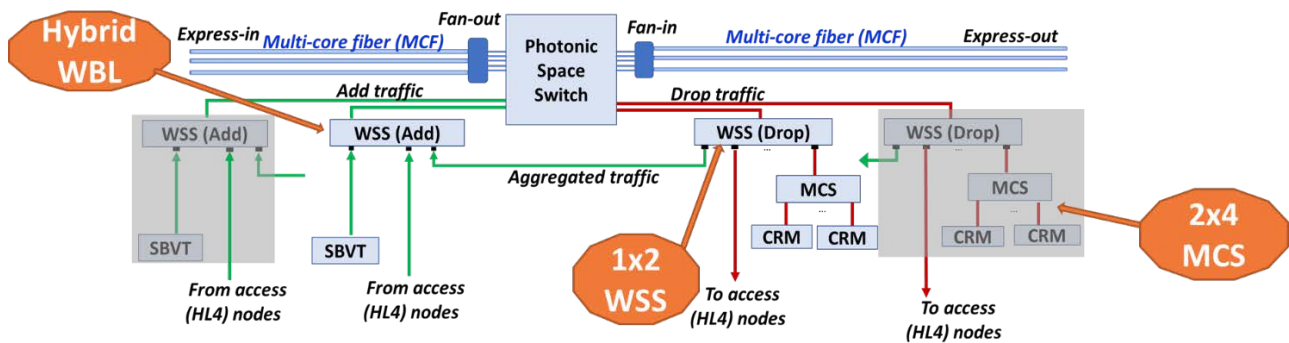 Hybrid
WBL
Express-in
Multi-core fiber (MCF)
Fan-out
Photonic
Space
Switch
Fan-in
Multi-core fiber (MCF)
Express-out
Add traffic
Drop traffic
WSS (Add)
WSS (Add)
WSS (Drop)
WSS (Drop)
...
...
Aggregated traffic
MCS
MCS
...
...
SBVT
SBVT
CRM
CRM
CRM
CRM
1x2
WSS
2x4
MCS
From access
(HL4) nodes
From access
(HL4) nodes
To access
(HL4) nodes
To access
(HL4) nodes